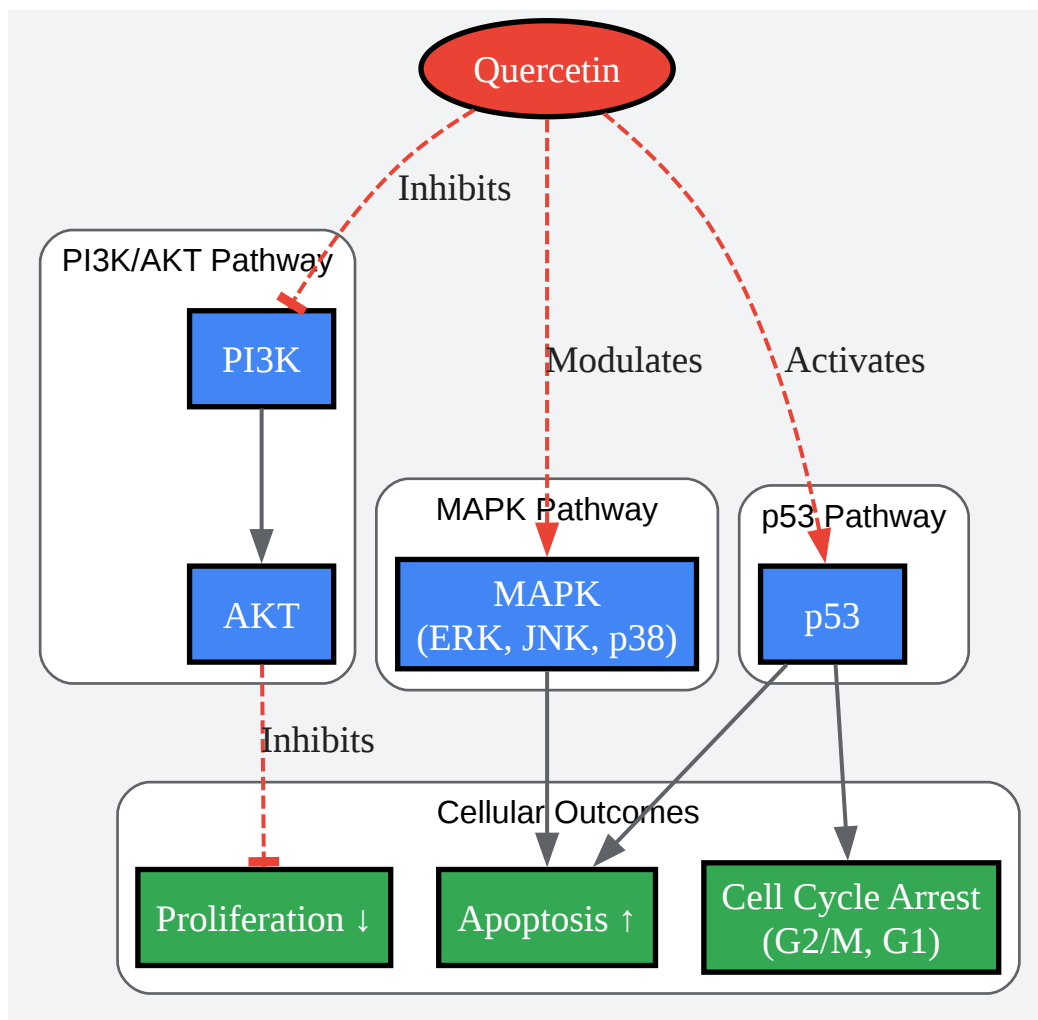 Quercetin
Inhibits
PI3K/AKT Pathway
PI3K
Modulates
Activates
MAPK Pathway
p53 Pathway
AKT
MAPK
(ERK, JNK, p38)
p53
Inhibits
Cellular Outcomes
Proliferation ↓
Apoptosis ↑
Cell Cycle Arrest
(G2/M, G1)